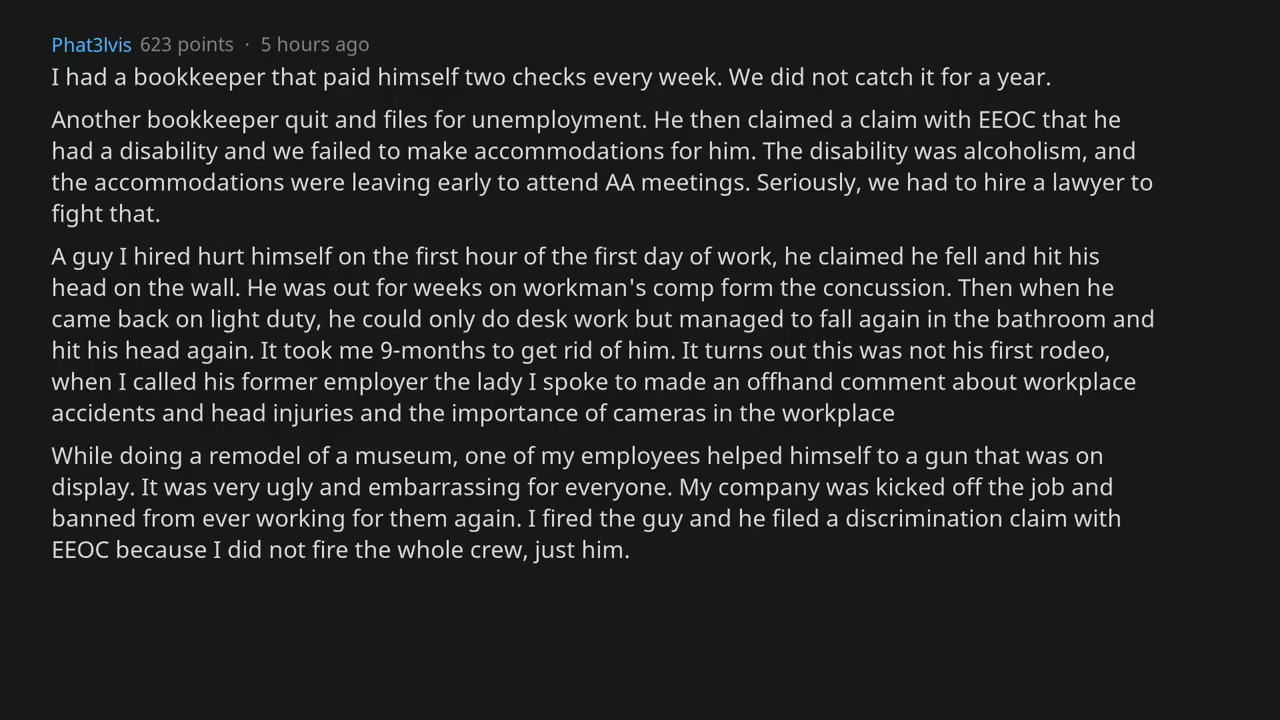 Phat3lvis 623 points · 5 hours ago
I had a bookkeeper that paid himself two checks every week. We did not catch it for a year.
Another bookkeeper quit and files for unemployment. He then claimed a claim with EEOC that he
had a disability and we failed to make accommodations for him. The disability was alcoholism, and
the accommodations were leaving early to attend AA meetings. Seriously, we had to hire a lawyer to
fight that.
A guy I hired hurt himself on the first hour of the first day of work, he claimed he fell and hit his
head on the wall. He was out for weeks on workman's comp form the concussion. Then when he
came back on light duty, he could only do desk work but managed to fall again in the bathroom and
hit his head again. It took me 9-months to get rid of him. It turns out this was not his first rodeo,
when I called his former employer the lady I spoke to made an offhand comment about workplace
accidents and head injuries and the importance of cameras in the workplace
While doing a remodel of a museum, one of my employees helped himself to a gun that was on
display. It was very ugly and embarrassing for everyone. My company was kicked off the job and
banned from ever working for them again. I fired the guy and he filed a discrimination claim with
EEOC because I did not fire the whole crew, just him.